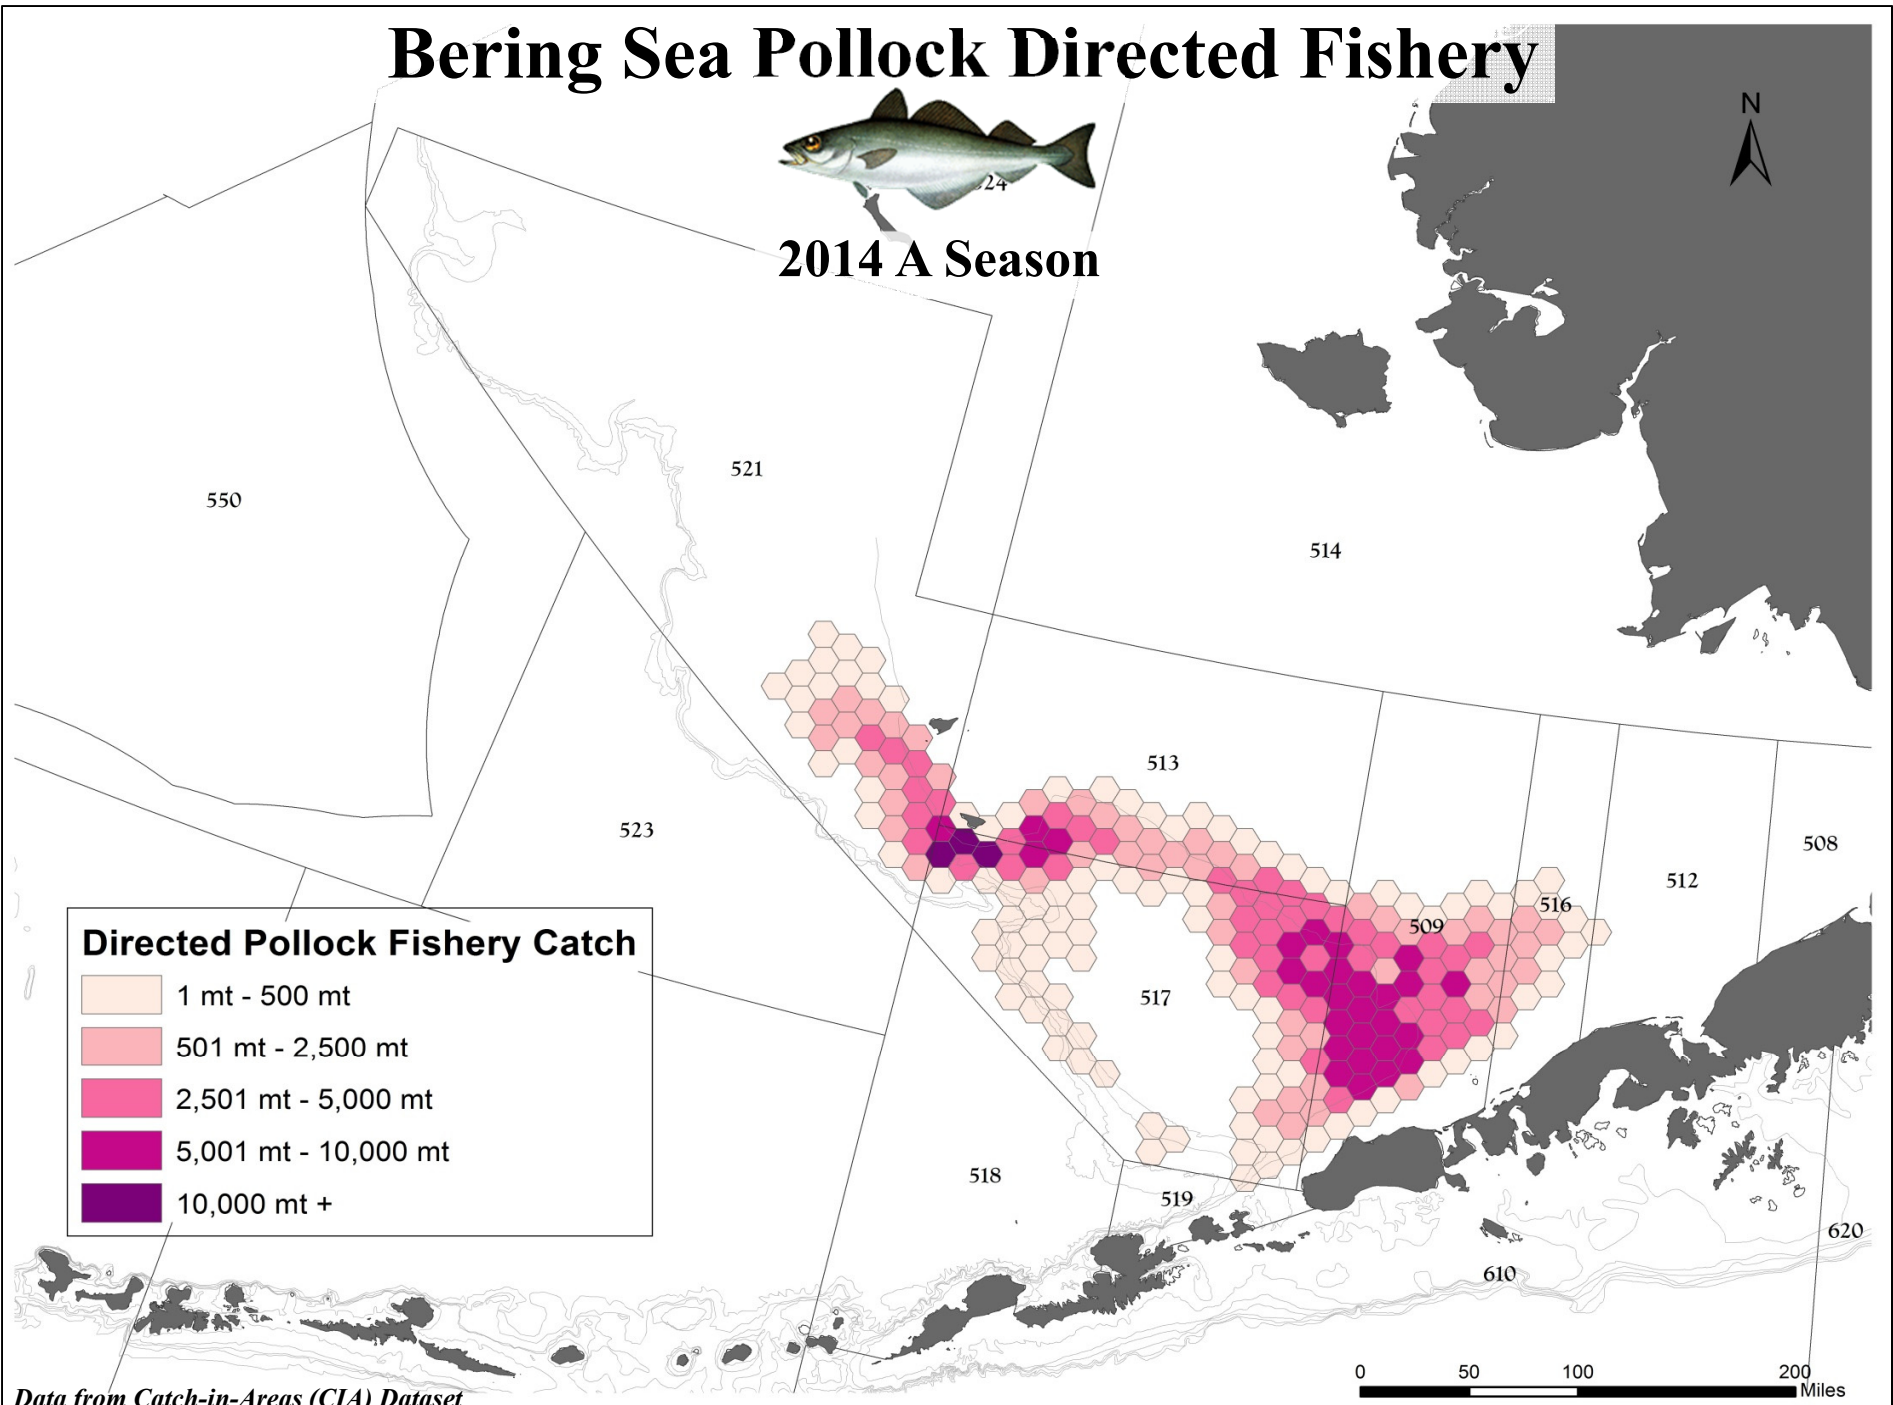 Bering Sea Pollock Directed Fishery
N
24
2014 A Season
521
550
514
513
523
508
512
516
509
517
Directed Pollock Fishery Catch
1 mt - 500 mt
501 mt - 2,500 mt
2,501 mt - 5,000 mt
5,001 mt - 10,000 mt
10,000 mt +
518
519
620
610
0 50 100 200
Miles
Data from Catch-in-Areas (CIA) Dataset